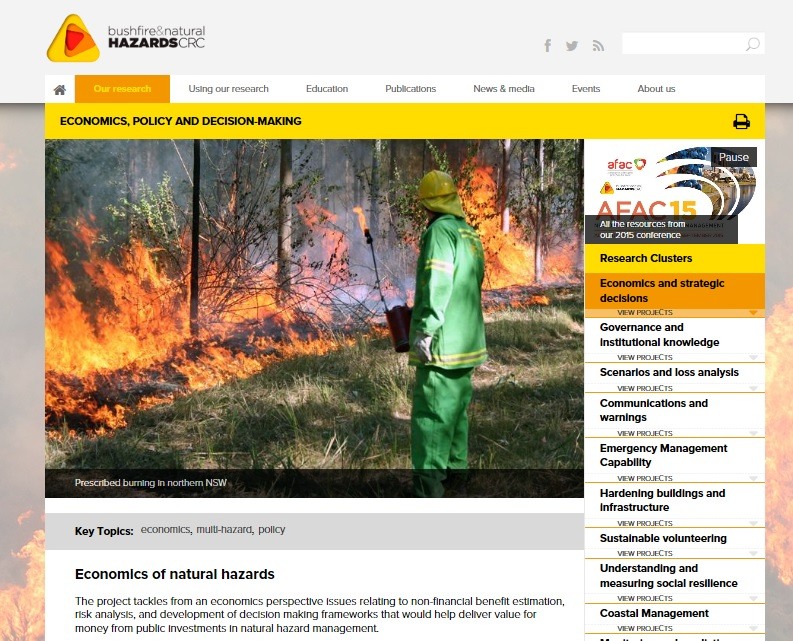 bushfire&natural
HAZARDSCRC
Our research
Using our research
Education
Publications
News & media
Events
About us
ECONOMICS, POLICY AND DECISION-MAKING
Prescribed burning in northern NSW
Key Topics: economics, multi-hazard, policy
Economics of natural hazards
The project tackles from an economics perspective issues relating to non-financial benefit estimation,
risk analysis, and development of decision making frameworks that would help deliver value for
money from public investments in natural hazard management.
afac
Pause
AFAC15
All the resources from
our 2015 conference
Research Clusters
Economics and strategic
decisions
VIEW PROJECTS
Governance and
institutional knowledge
VIEW PROJECTS
Scenarios and loss analysis
VIEW PROJECTS
Communications and
warnings
VIEW PROJECTS
Emergency Management
Capability
VIEW PROJECTS
Hardening buildings and
infrastructure
VIEW PROJECTS
Sustainable volunteering
VIEW PROJECTS
Understanding and
measuring social resilience
VIEW PROJECTS
Coastal Management
VIEW PROJECTS